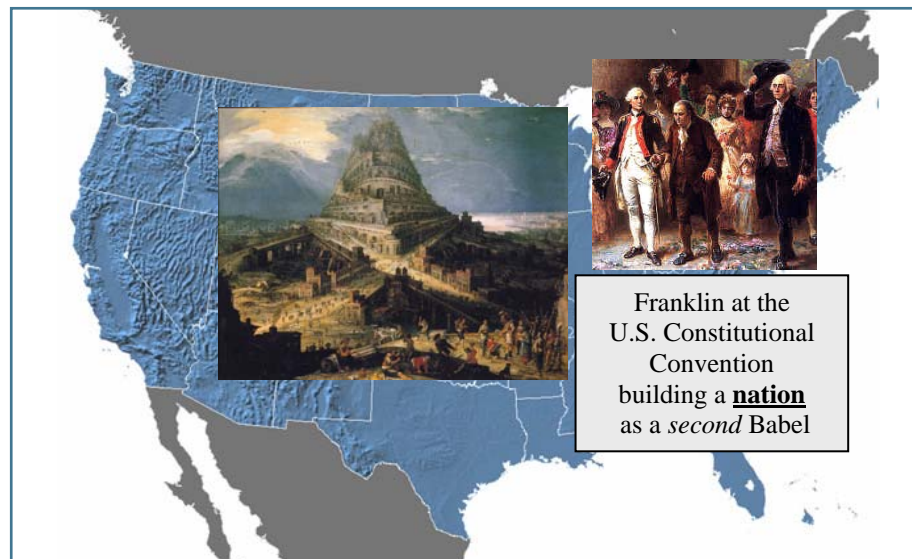 Franklin at the
U.S. Constitutional
Convention
building a nation
as a second Babel